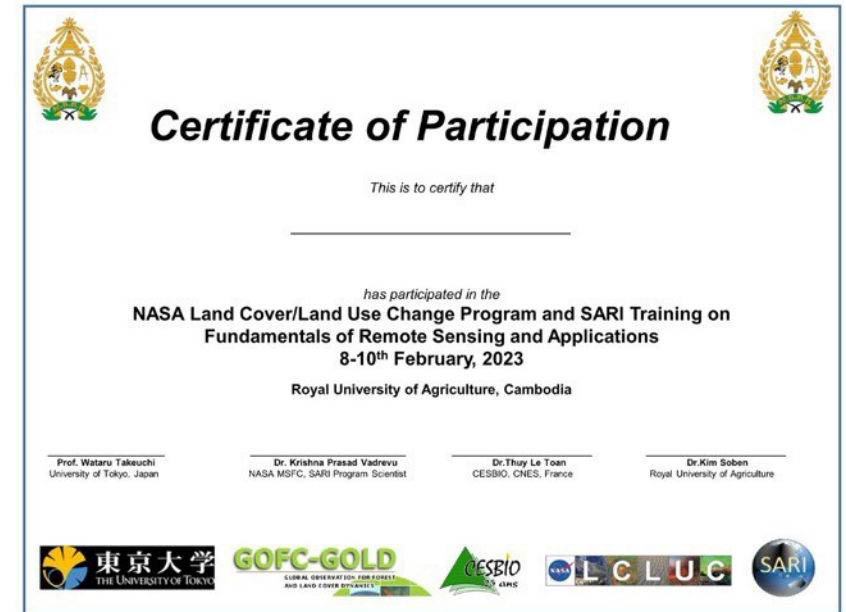 Certificate of Participation
This is to certify that
has participated in the
NASA Land Cover/Land Use Change Program and SARI Training on
Fundamentals of Remote Sensing and Applications
8-10th February, 2023
Royal University of Agriculture, Cambodia
Prof. Wataru Takeuchi
University of Tokyo. Japan
Dr. Krishna Prasad Vadrevu
NASA MSFC, SARI Program Scientist
Dr.Thuy Le Toan
CESBIO, CNES, France
Dr.Kim Soben
Royal University of Agriculture
東京大学
THE UNIVERSITY OF TOKYO
GOFC-GOLD
GLOBAL OBSERVATION FOR FOREST
AND LAND COVER DYNAMICS
CESBIO
25 ans
NASA LCLUC
SARI